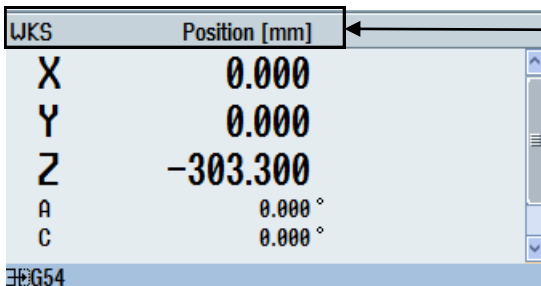 WKS Position [mm]
X 0.000
Y 0.000
Z -303.300
A 0.000 °
C 0.000 °
G54